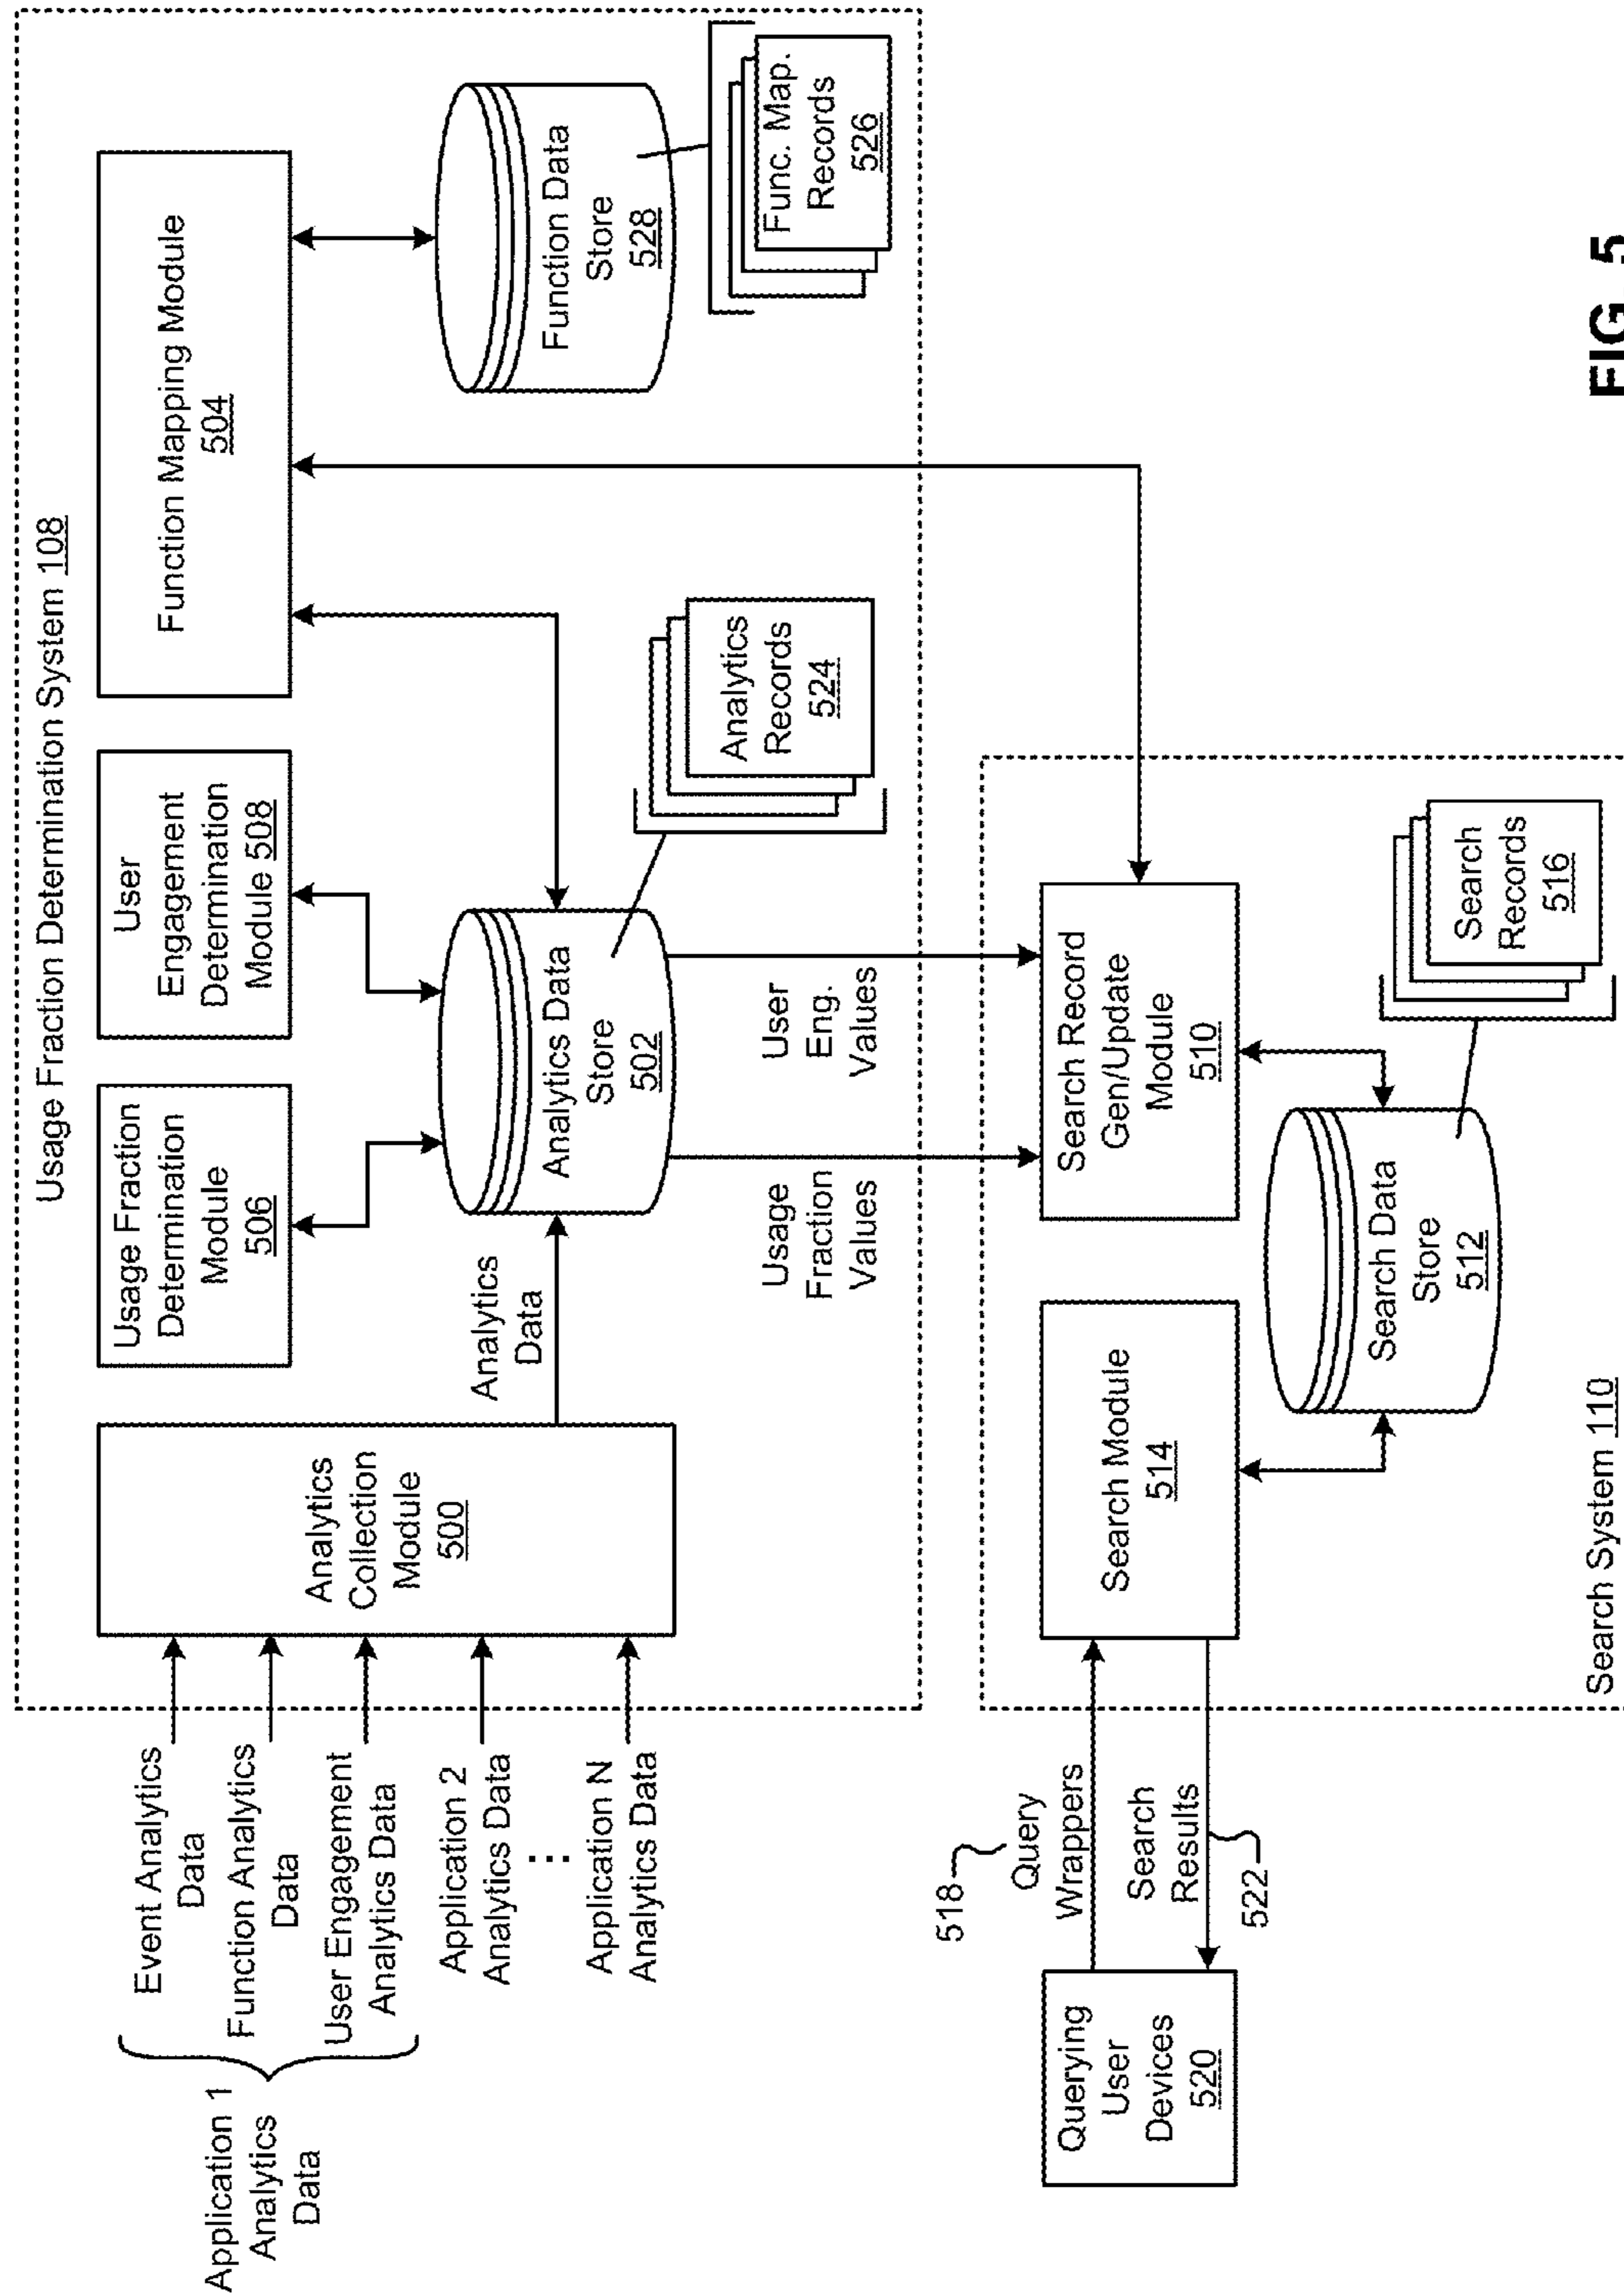 Usage Fraction Determination System 108
Application 1
Analytics
Data
Event Analytics
Data
Function Analytics
Data
User Engagement
Analytics Data
Application 2
Analytics Data
...
Application N
Analytics Data
Analytics
Collection
Module
500
Analytics
Data
Usage Fraction
Determination
Module
506
User
Engagement
Determination
Module 508
Function Mapping Module
504
Analytics Data
Store
502
Analytics
Records
524
Function Data
Store
528
Func. Map.
Records
526
Usage
Fraction
Values
User
Eng.
Values
518
Query
Wrappers
Search
Results
522
Querying
User
Devices
520
Search Module
514
Search Record
Gen/Update
Module
510
Search Data
Store
512
Search
Records
516
Search System 110
FIG. 5